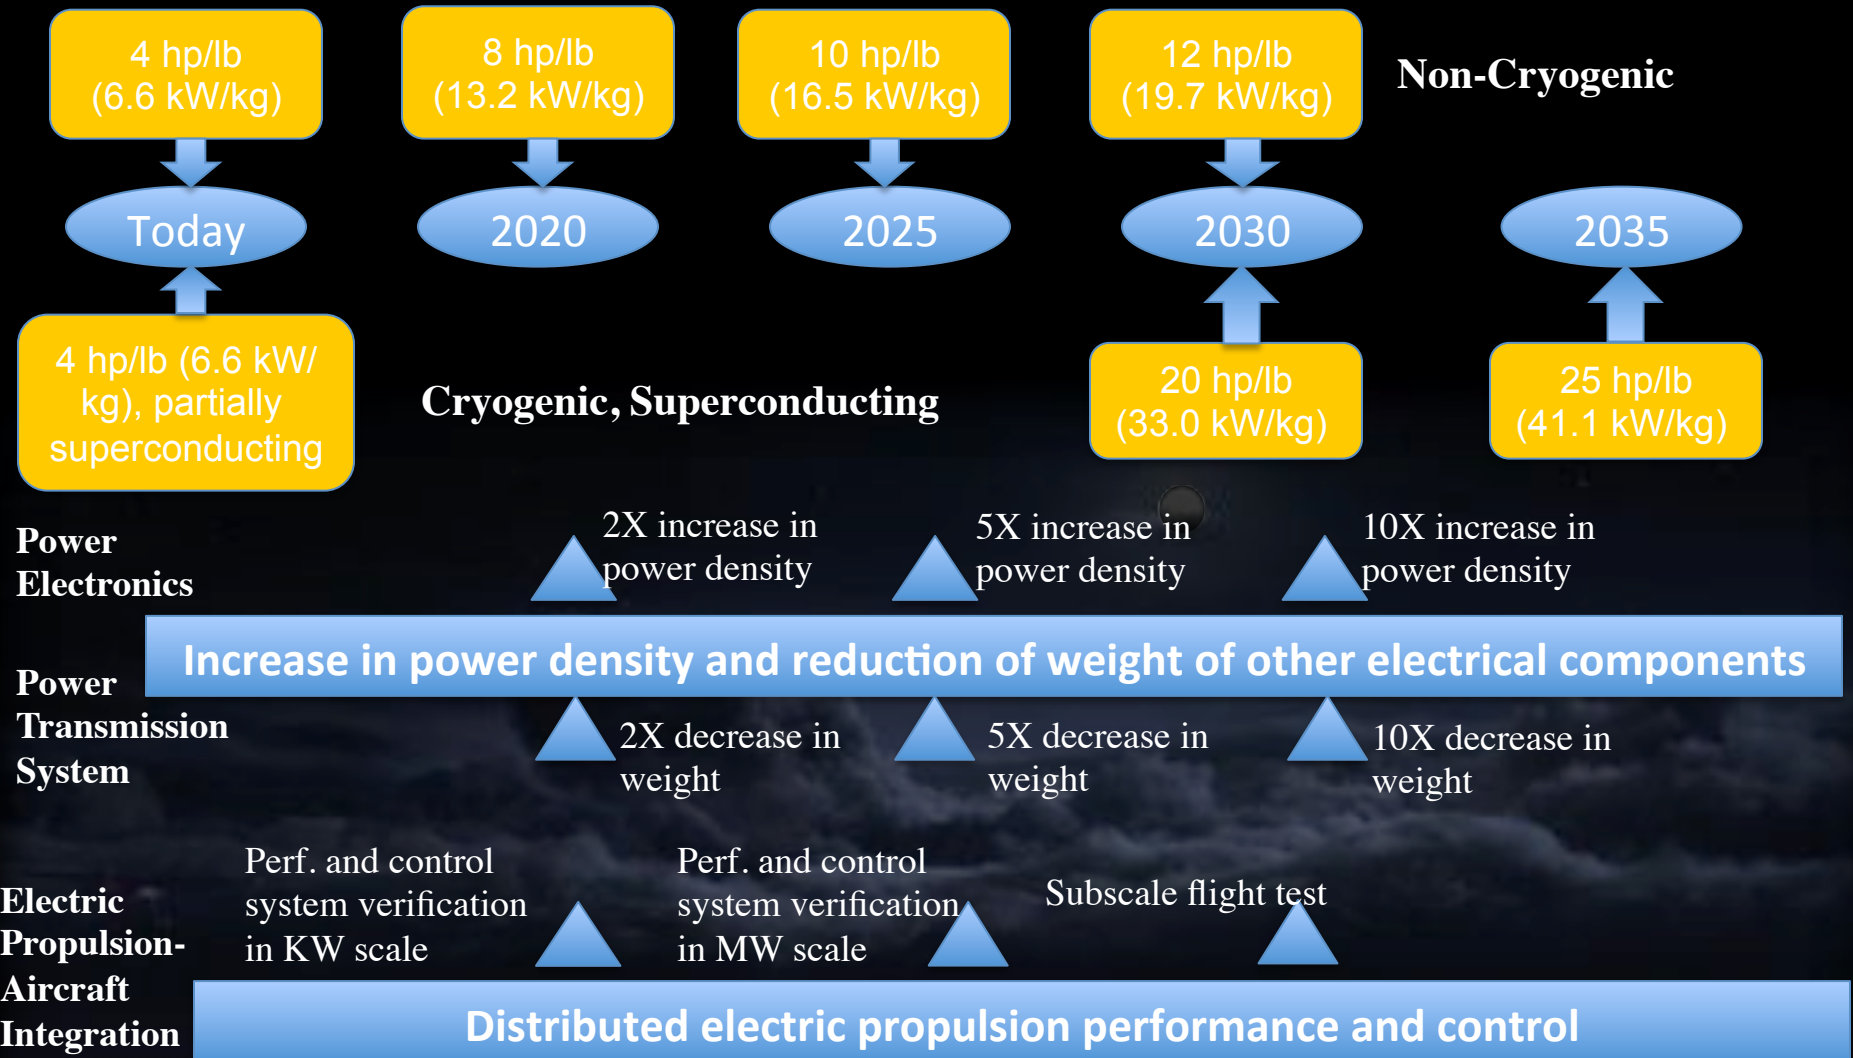 4 hp/lb
(6.6 kW/kg)
8 hp/lb
(13.2 kW/kg)
10 hp/lb
(16.5 kW/kg)
12 hp/lb
(19.7 kW/kg)
Non-Cryogenic
Today
2020
2025
2030
2035
4 hp/lb (6.6 kW/
kg), partially
superconducting
Cryogenic, Superconducting
20 hp/lb
(33.0 kW/kg)
25 hp/lb
(41.1 kW/kg)
Power
Electronics
2X increase in
power density
5X increase in
power density
10X increase in
power density
Increase in power density and reduction of weight of other electrical components
Power
Transmission
System
2X decrease in
weight
5X decrease in
weight
10X decrease in
weight
Electric
Propulsion-
Aircraft
Integration
Perf. and control
system verification
in KW scale
Perf. and control
system verification
in MW scale
Subscale flight test
Distributed electric propulsion performance and control